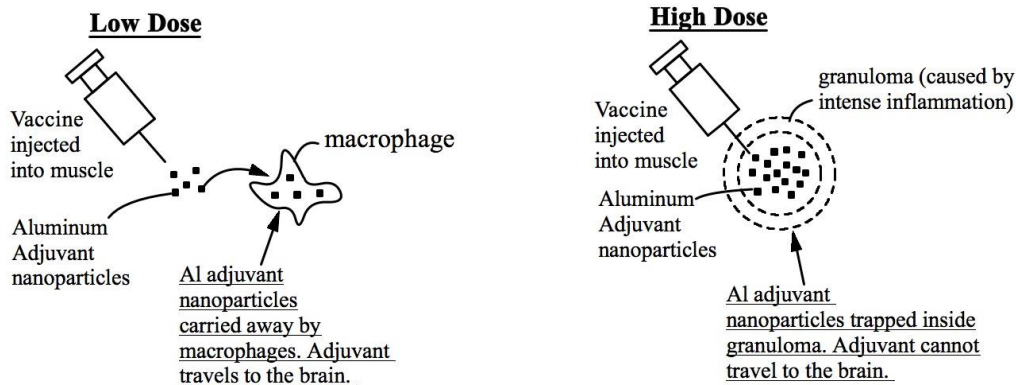 Low Dose
Vaccine
injected
into muscle
macrophage
Aluminum
Adjuvant
nanoparticles
Al adjuvant
nanoparticles
carried away by
macrophages. Adjuvant
travels to the brain.
High Dose
granuloma (caused by
intense inflammation)
Vaccine
injected
into muscle
Aluminum
Adjuvant
nanoparticles
Al adjuvant
nanoparticles trapped inside
granuloma. Adjuvant cannot
travel to the brain.